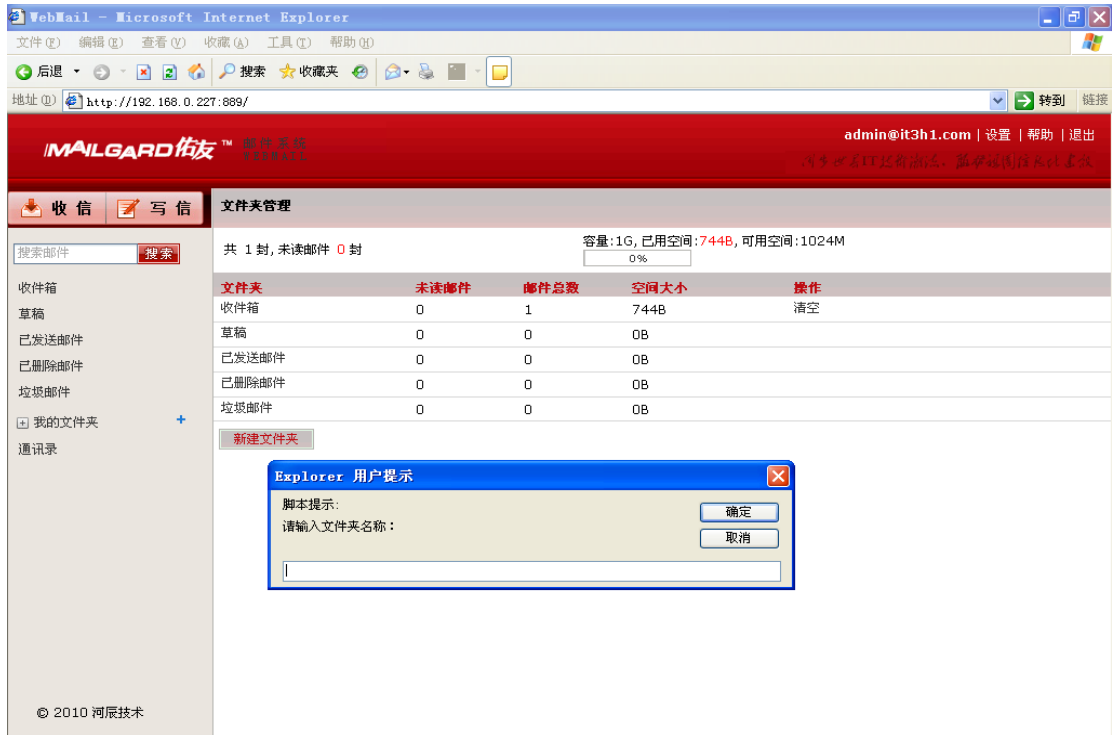 WebMail - Microsoft Internet Explorer
文件(F) 编辑(E) 查看(V) 收藏(A) 工具(T) 帮助(H)
后退 搜索 收藏夹
地址(D) http://192.168.0.227:889/ 转到 链接
MAILGARD佑友™ 邮件系统
admin@it3h1.com | 设置 | 帮助 | 退出
收信 写信 文件夹管理
搜索邮件 搜索
共 1 封, 未读邮件 0 封
容量:1G, 已用空间:744B, 可用空间:1024M
0%
收件箱
草稿
已发送邮件
已删除邮件
垃圾邮件
我的文件夹 +
通讯录
文件夹 未读邮件 邮件总数 空间大小 操作
收件箱 0 1 744B 清空
草稿 0 0 0B
已发送邮件 0 0 0B
已删除邮件 0 0 0B
垃圾邮件 0 0 0B
新建文件夹
Explorer 用户提示
脚本提示:
请输入文件夹名称：
确定
取消
© 2010 河辰技术